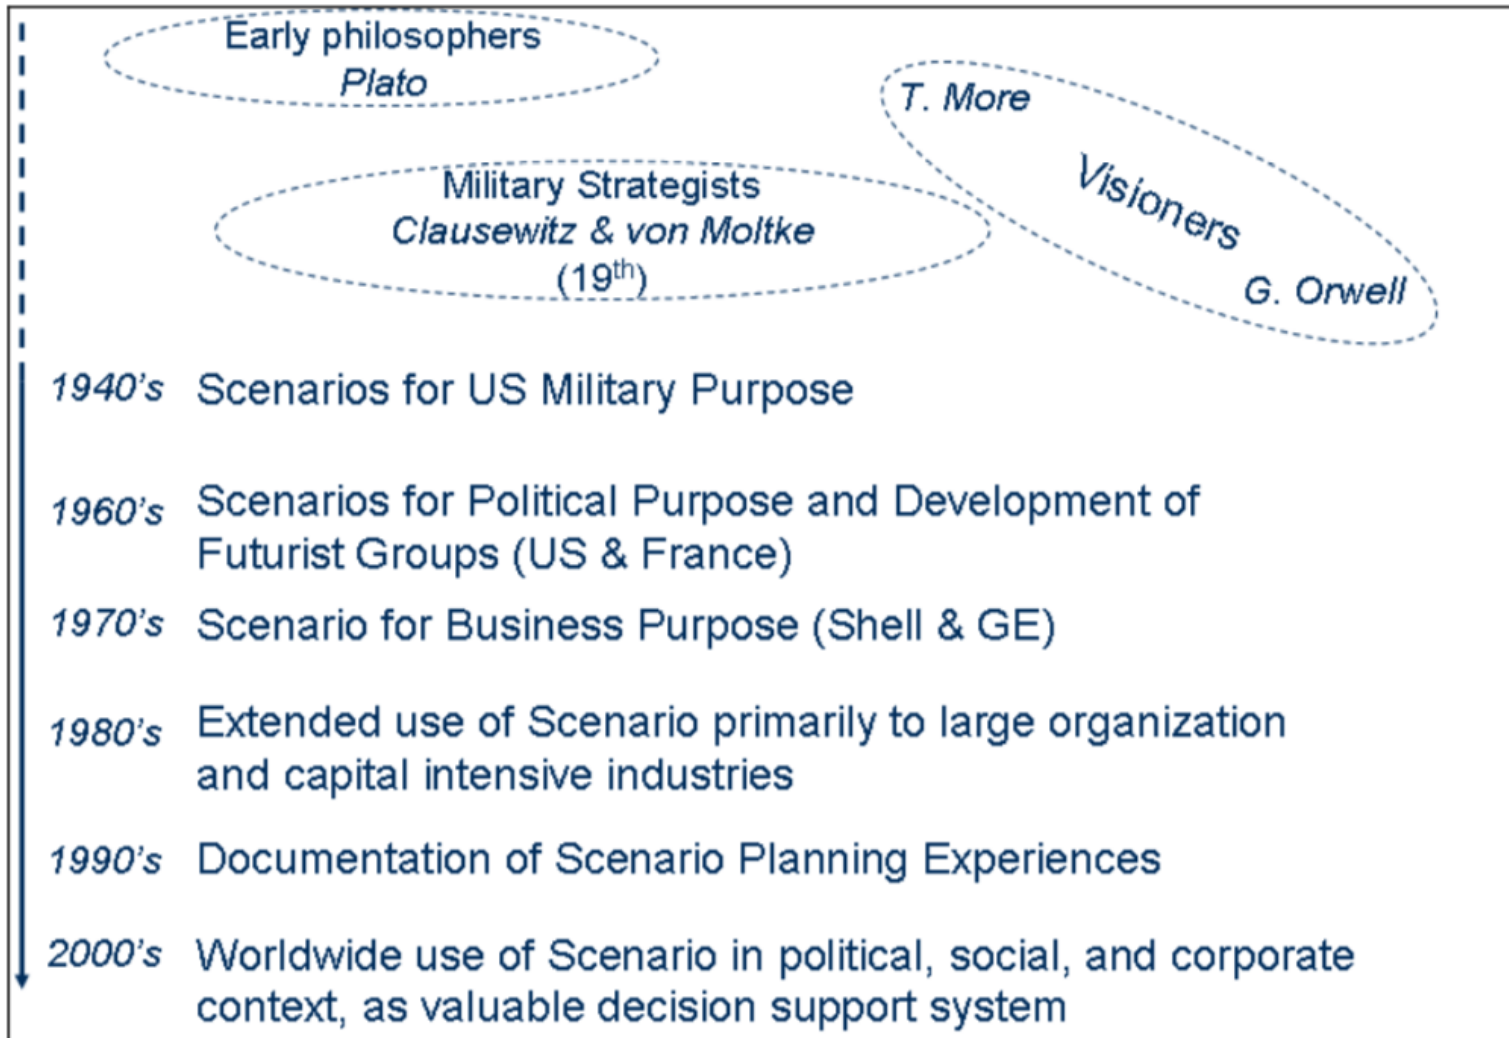 Early philosophers
Plato
T. More
Visioners
G. Orwell
Military Strategists
Clausewitz & von Moltke
(19th)
1940's Scenarios for US Military Purpose
1960's Scenarios for Political Purpose and Development of
Futurist Groups (US & France)
1970's Scenario for Business Purpose (Shell & GE)
1980's Extended use of Scenario primarily to large organization
and capital intensive industries
1990's Documentation of Scenario Planning Experiences
2000's Worldwide use of Scenario in political, social, and corporate
context, as valuable decision support system